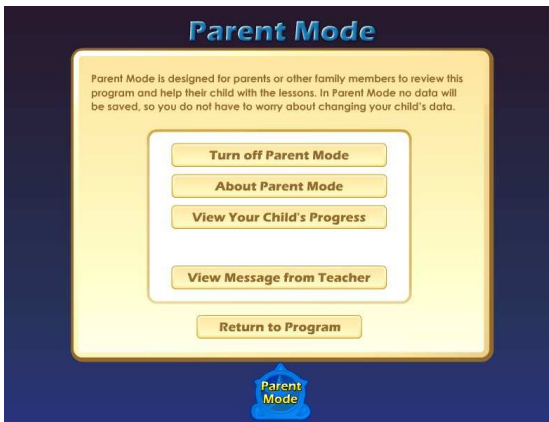 Parent Mode
Parent Mode is designed for parents or other family members to review this
program and help their child with the lessons. In Parent Mode no data will
be saved, so you do not have to worry about changing your child's data.
Turn off Parent Mode
About Parent Mode
View Your Child's Progress
View Message from Teacher
Return to Program
Parent
Mode